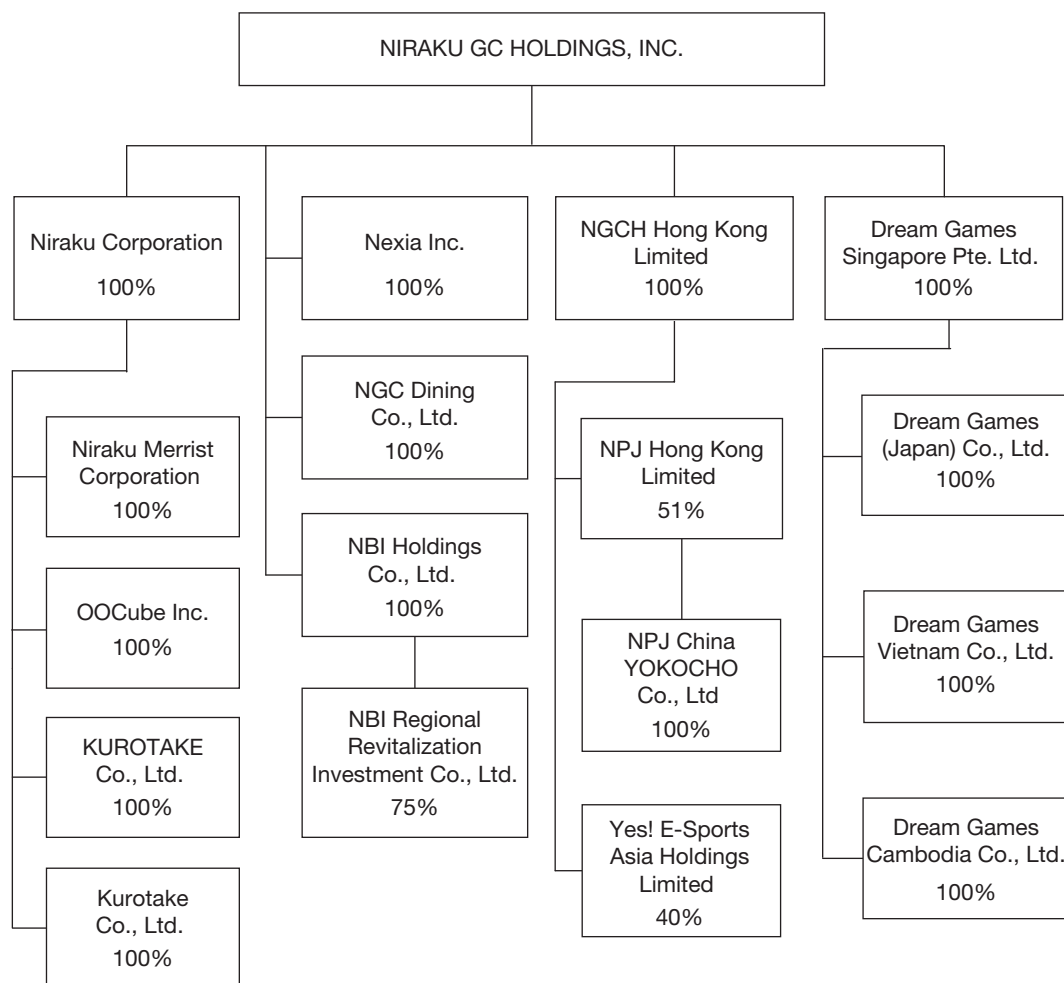 NIRAKU GC HOLDINGS, INC.
Niraku Corporation
100%
Nexia Inc.
100%
NGCH Hong Kong
Limited
100%
Dream Games
Singapore Pte. Ltd.
100%
Niraku Merrist
Corporation
100%
OOCube Inc.
100%
KUROTAKE
Co., Ltd.
100%
Kurotake
Co., Ltd.
100%
NGC Dining
Co., Ltd.
100%
NBI Holdings
Co., Ltd.
100%
NBI Regional
Revitalization
Investment Co., Ltd.
75%
NPJ Hong Kong
Limited
51%
NPJ China
YOKOCHO
Co., Ltd
100%
Yes! E-Sports
Asia Holdings
Limited
40%
Dream Games
(Japan) Co., Ltd.
100%
Dream Games
Vietnam Co., Ltd.
100%
Dream Games
Cambodia Co., Ltd.
100%